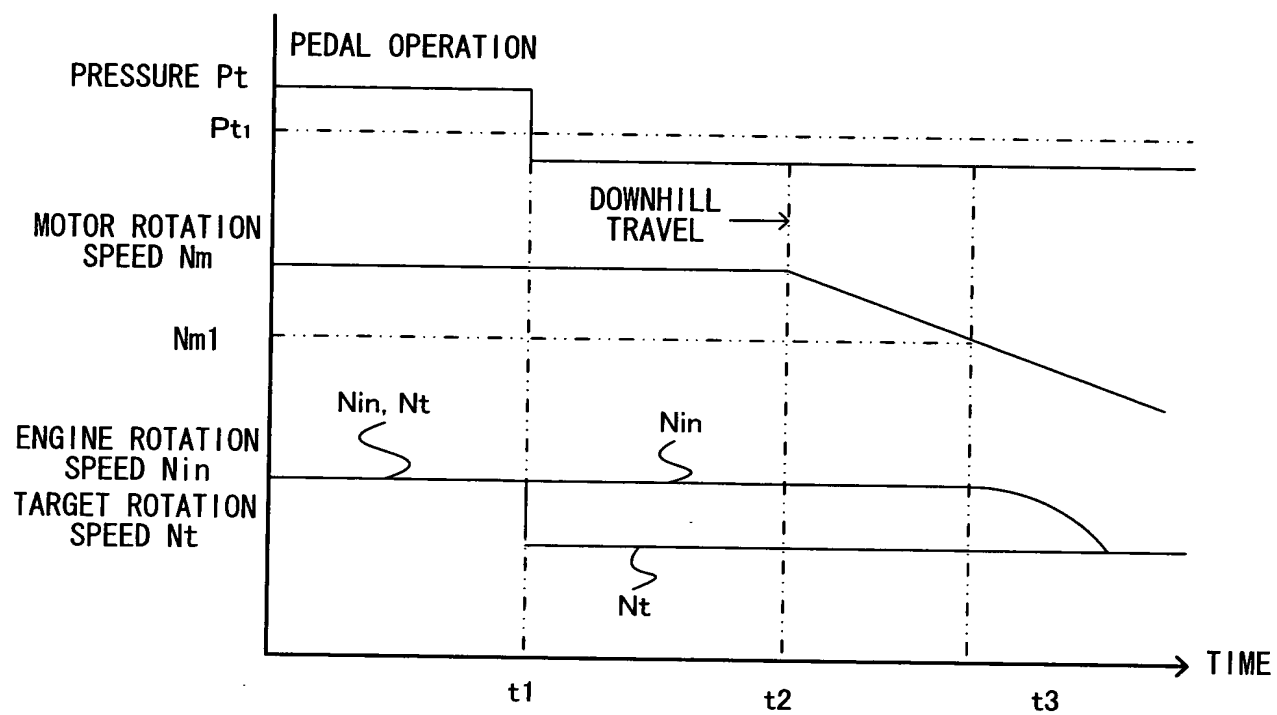 PEDAL OPERATION
PRESSURE Pt
Pt1
DOWNHILL
TRAVEL
MOTOR ROTATION
SPEED Nm
Nm1
Nin, Nt
Nin
ENGINE ROTATION
SPEED Nin
TARGET ROTATION
SPEED Nt
Nt
TIME
t1
t2
t3